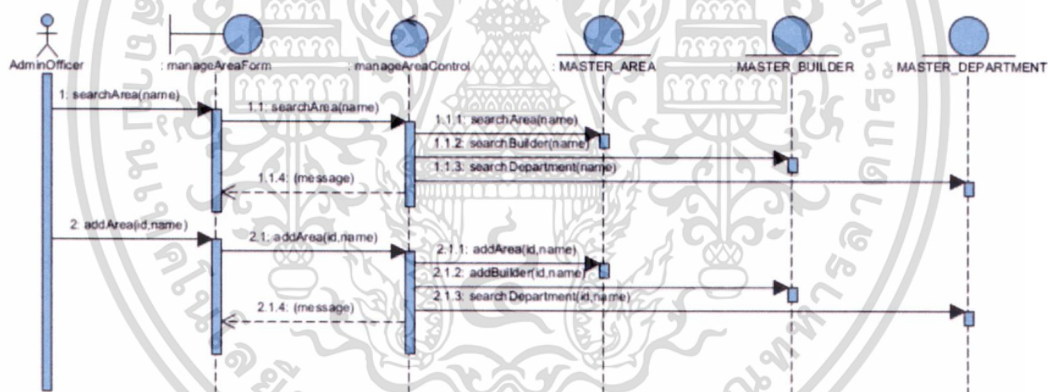 AdminOfficer
: manageAreaForm
: manageAreaControl
: MASTER_AREA
MASTER_BUILDER
MASTER_DEPARTMENT
1: searchArea(name)
1.1: searchArea(name)
1.1.1: searchArea(name)
1.1.2: searchBuilder(name)
1.1.3: searchDepartment(name)
1.1.4: (message)
2: addArea(id,name)
2.1: addArea(id,name)
2.1.1: addArea(id,name)
2.1.2: addBuilder(id,name)
2.1.3: searchDepartment(id,name)
2.1.4: (message)